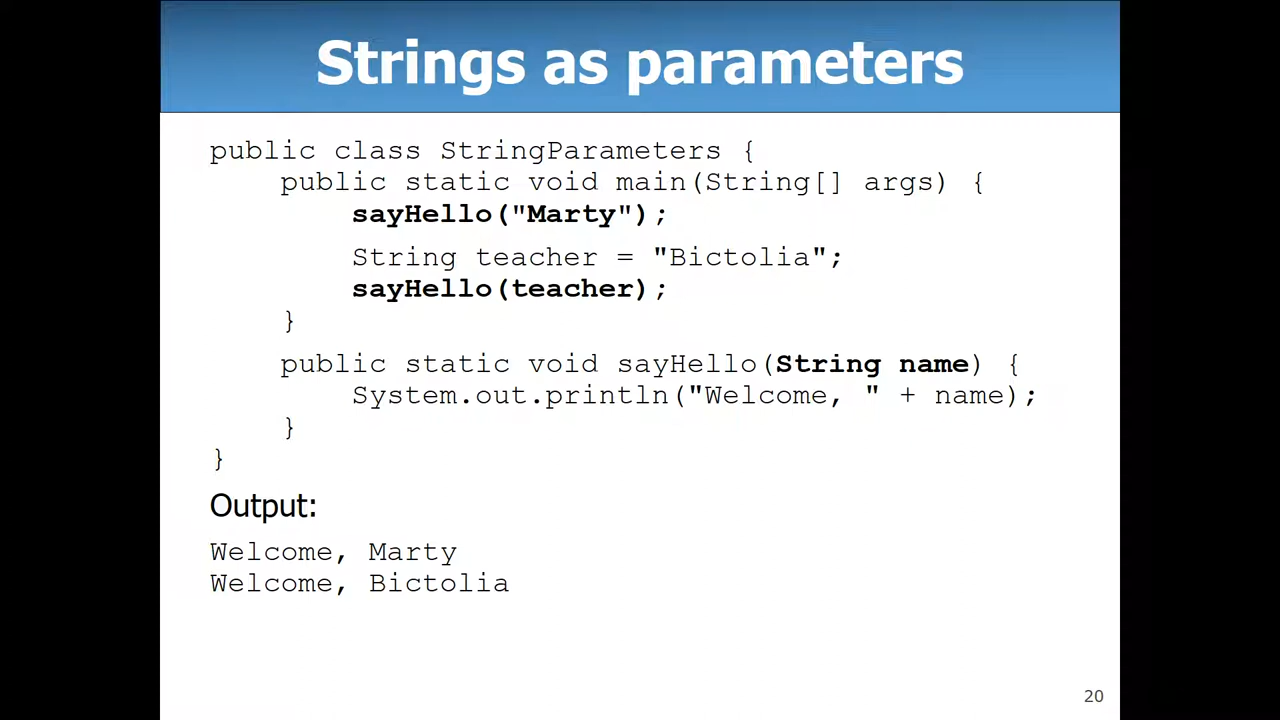 Strings as parameters
public class StringParameters {
    public static void main(String[] args) {
        sayHello("Marty");
        String teacher = "Bictolia";
        sayHello(teacher);
    }
    public static void sayHello(String name) {
        System.out.println("Welcome, " + name);
    }
}
Output:
Welcome, Marty
Welcome, Bictolia
20